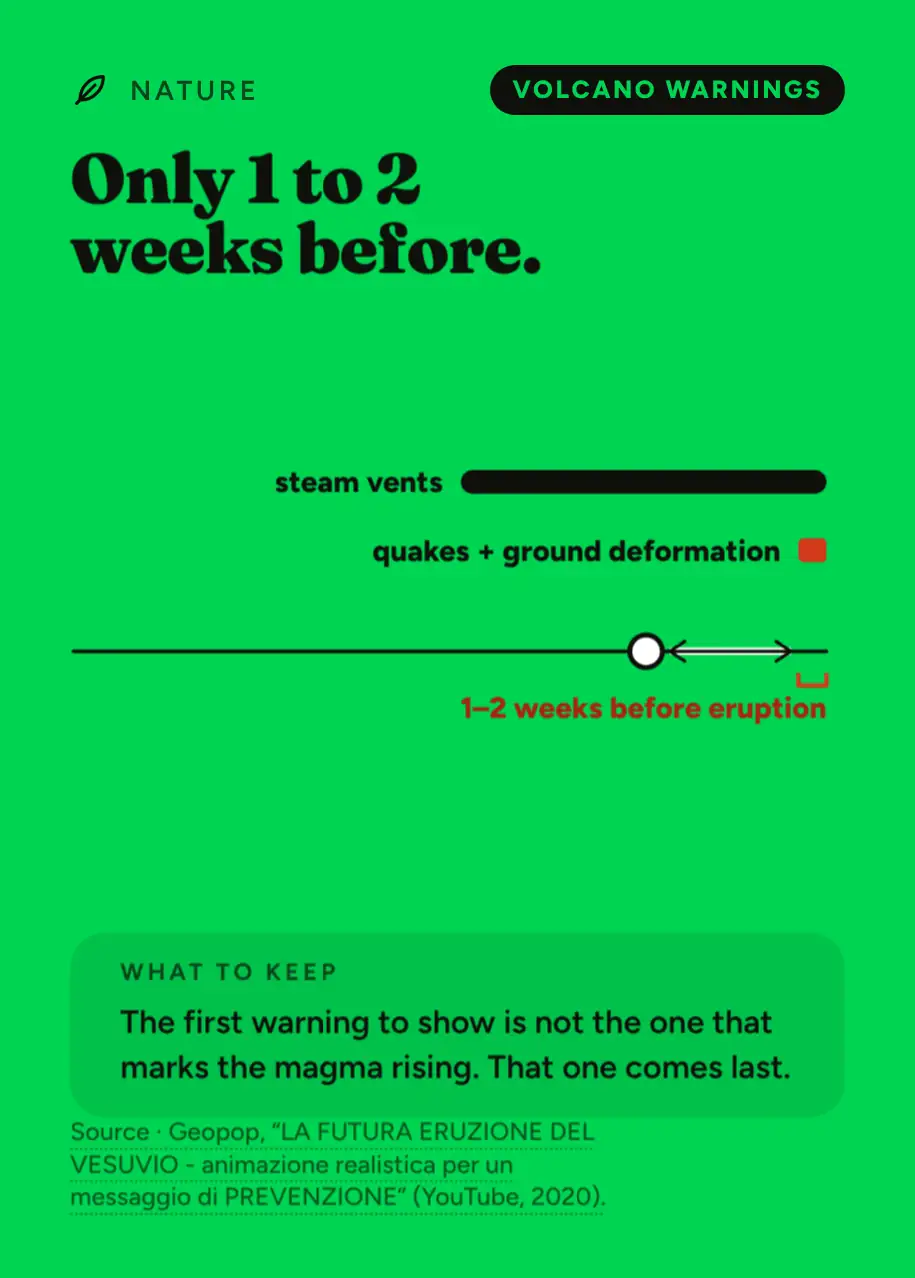 NATURE
VOLCANO WARNINGS
Only 1 to 2
weeks before.
steam vents
quakes + ground deformation
1–2 weeks before eruption
WHAT TO KEEP
The first warning to show is not the one that
marks the magma rising. That one comes last.
Source · Geopop, “LA FUTURA ERUZIONE DEL
VESUVIO - animazione realistica per un
messaggio di PREVENZIONE” (YouTube, 2020).